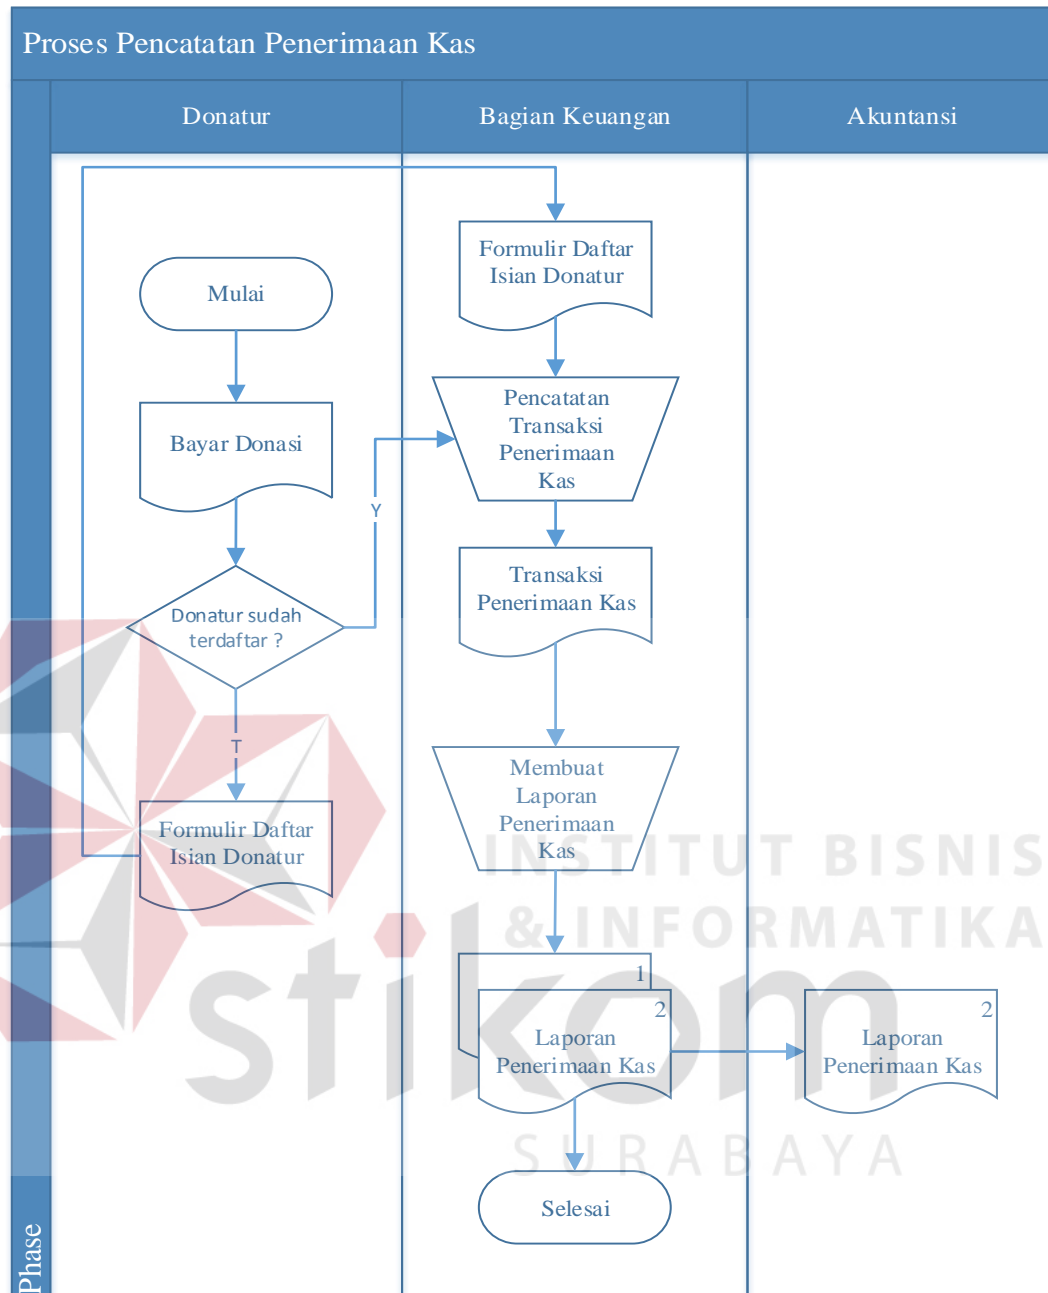 Proses Pencatatan Penerimaan Kas
Donatur
Bagian Keuangan
Akuntansi
Mulai
Bayar Donasi
Donatur sudah
terdaftar ?
Y
T
Formulir Daftar
Isian Donatur
Formulir Daftar
Isian Donatur
Pencatatan
Transaksi
Penerimaan
Kas
Transaksi
Penerimaan Kas
Membuat
Laporan
Penerimaan
Kas
1
2
Laporan
Penerimaan Kas
Selesai
2
Laporan
Penerimaan Kas
Phase
INSTITUT BISNIS
& INFORMATIKA
stikom
SURABAYA